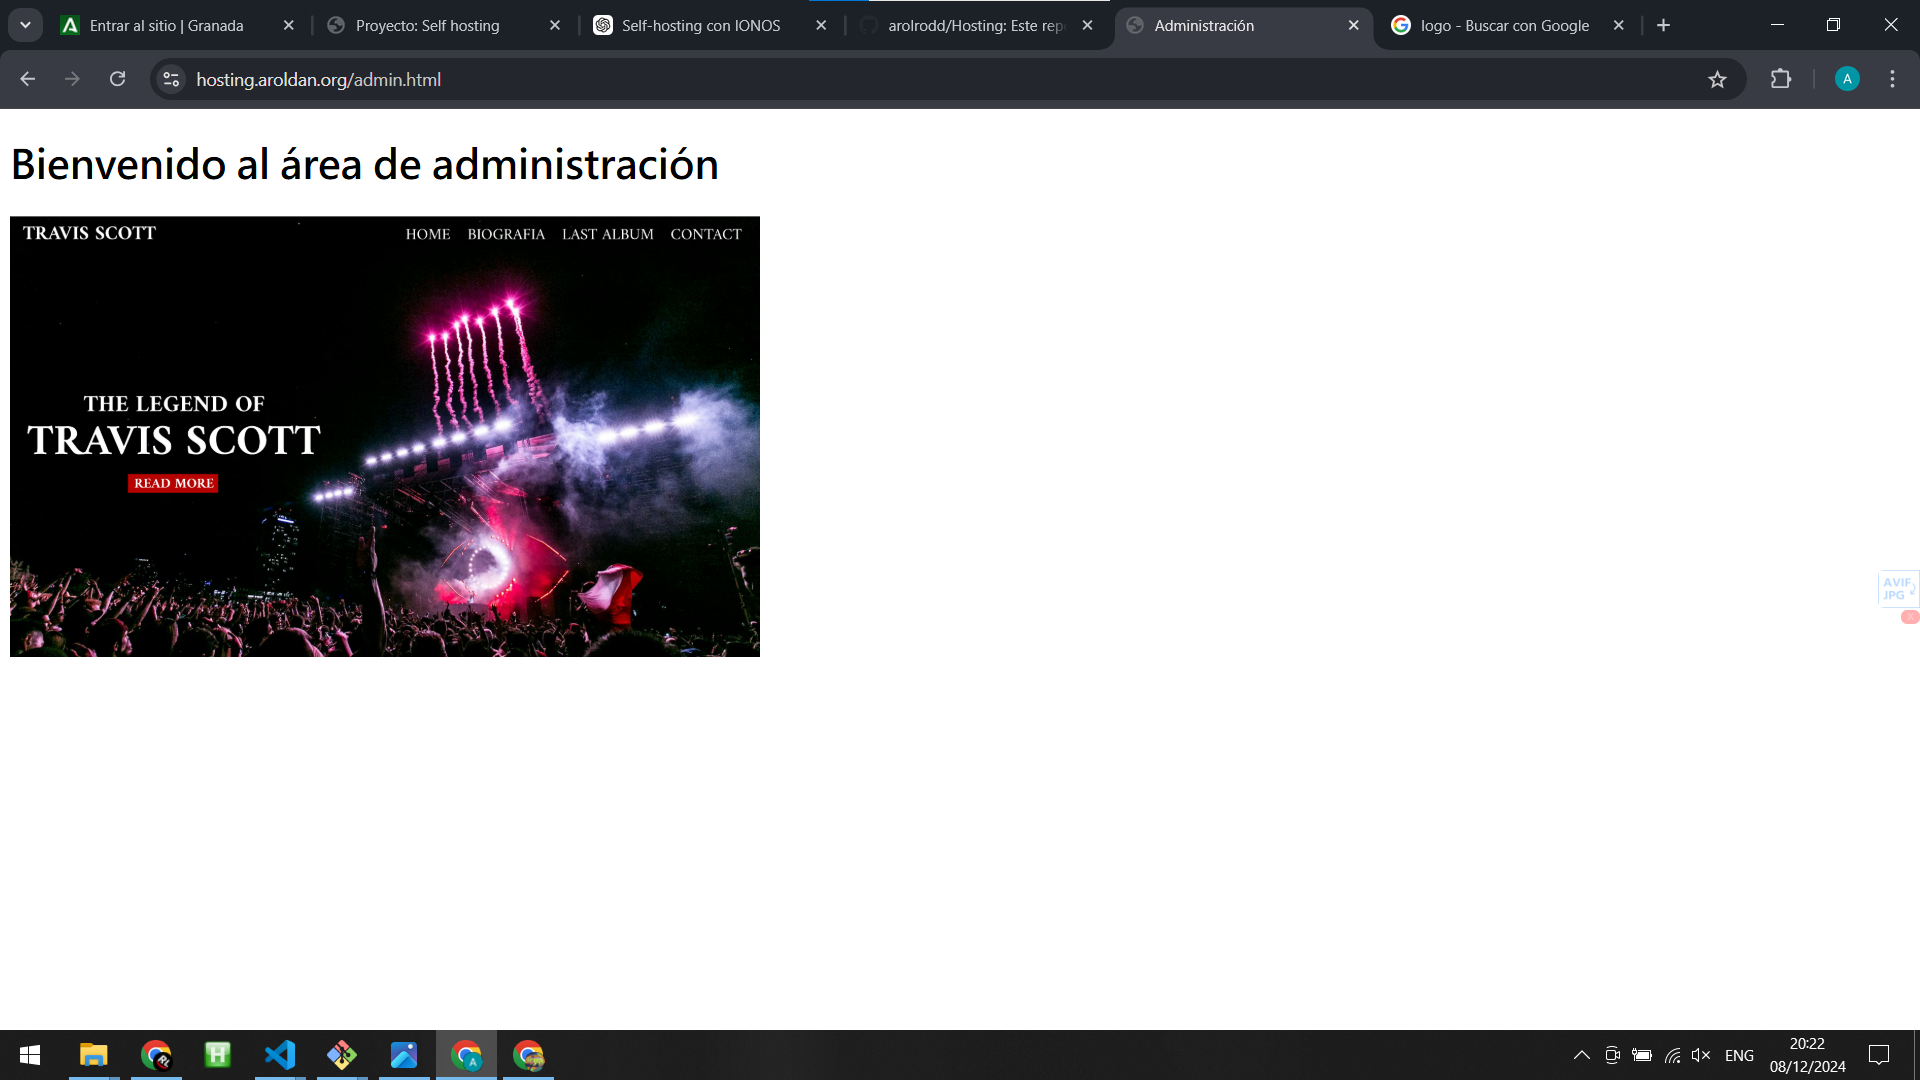 Entrar al sitio | Granada
Proyecto: Self hosting
Self-hosting con IONOS
arolrodd/Hosting: Este rep
Administración
logo - Buscar con Google
hosting.aroldan.org/admin.html
A
Bienvenido al área de administración
TRAVIS SCOTT
HOME BIOGRAFIA LAST ALBUM CONTACT
THE LEGEND OF
TRAVIS SCOTT
READ MORE
AVIF
JPG
ENG
20:22
08/12/2024